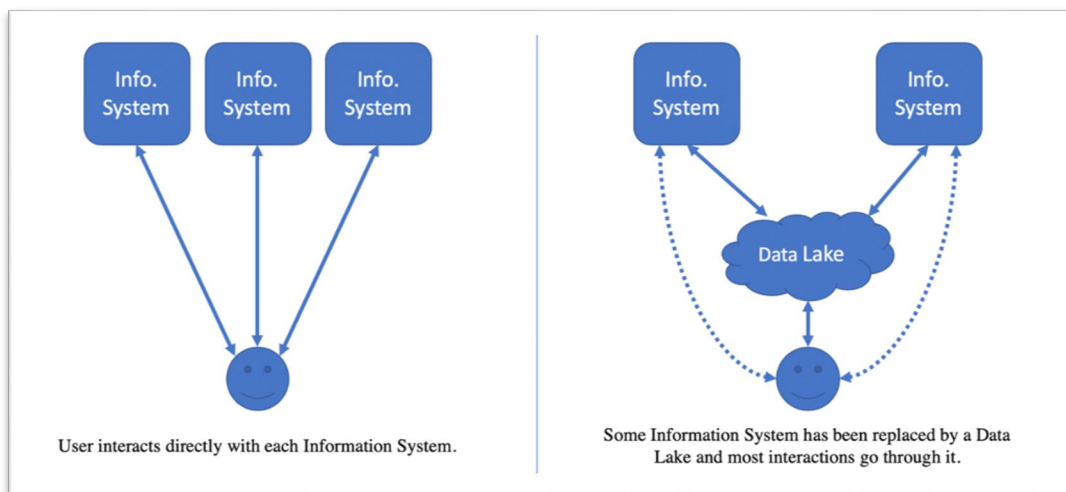 Info.
System
Info.
System
Info.
System
User interacts directly with each Information System.
Info.
System
Info.
System
Data Lake
Some Information System has been replaced by a Data
Lake and most interactions go through it.